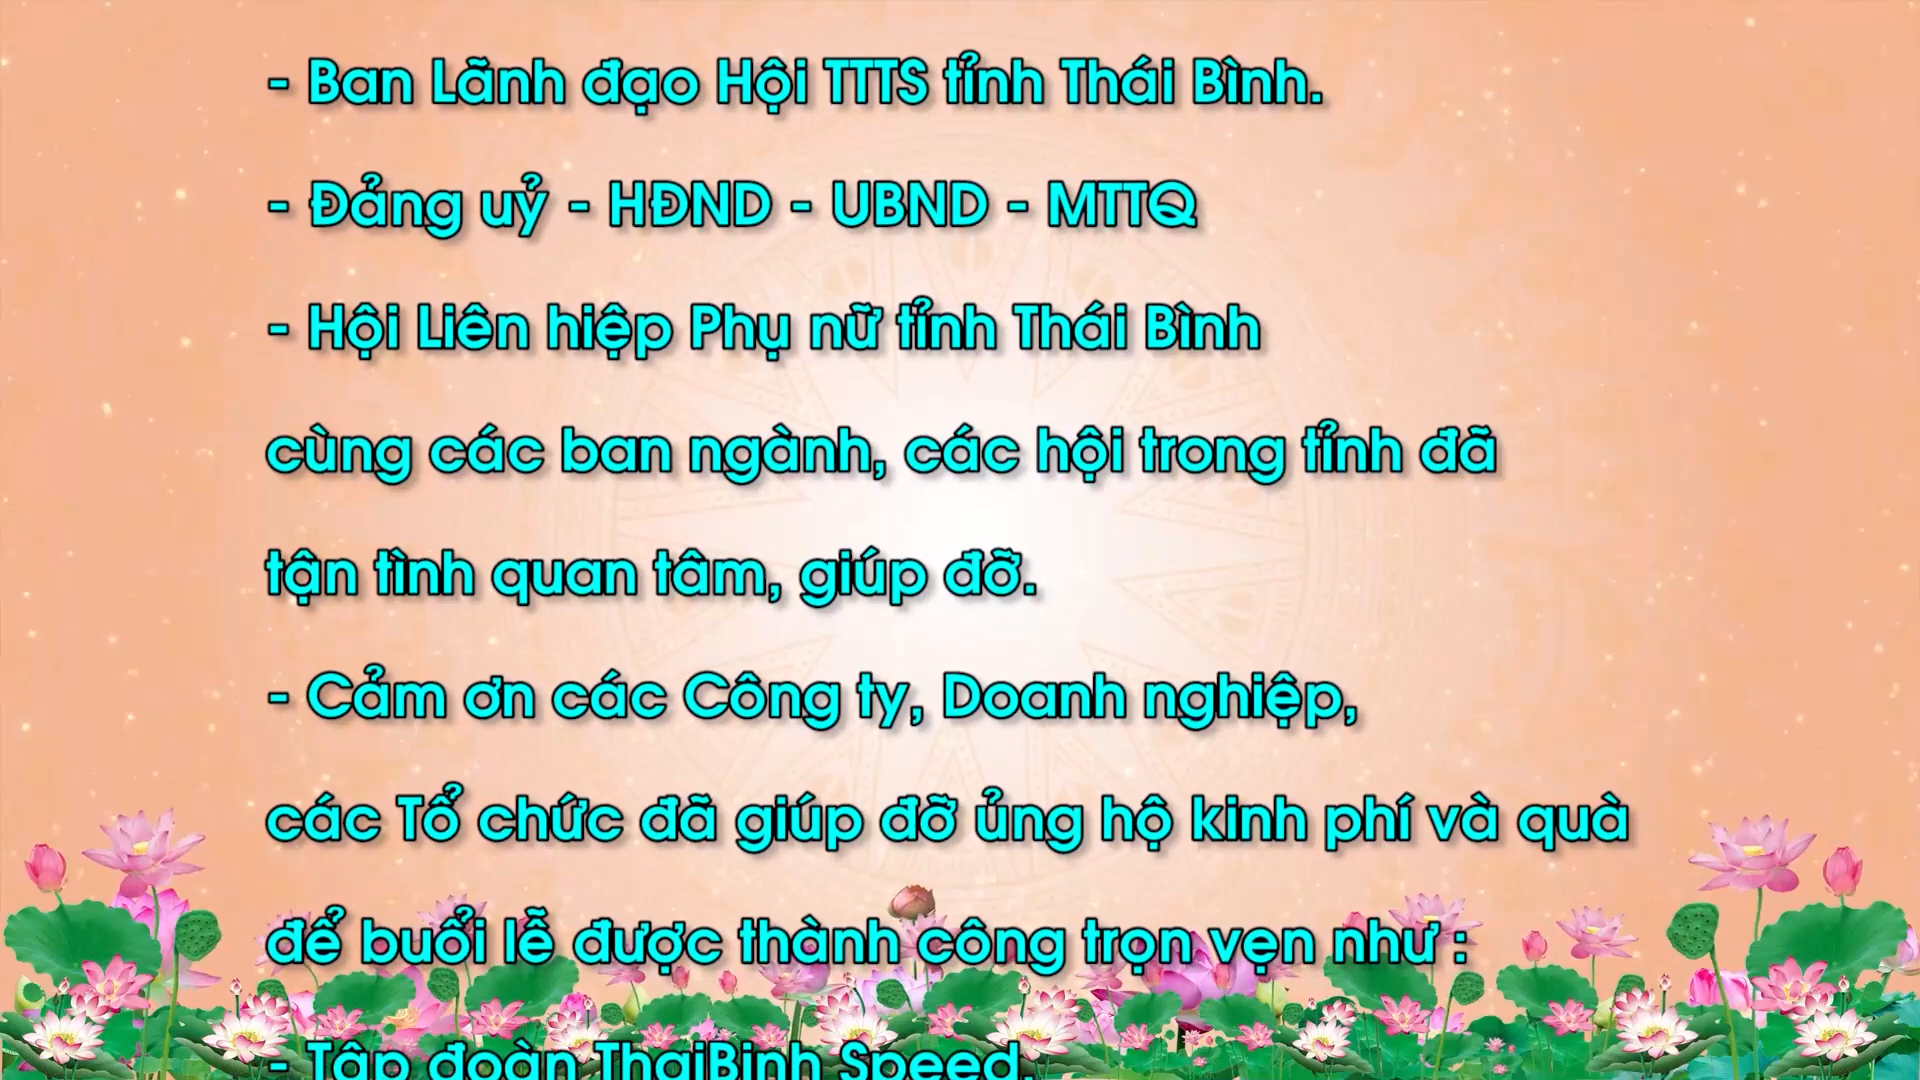 - Ban Lãnh đạo Hội TTTS tỉnh Thái Bình.
- Đảng uỷ - HĐND - UBND - MTTQ
- Hội Liên hiệp Phụ nữ tỉnh Thái Bình
cùng các ban ngành, các hội trong tỉnh đã
tận tình quan tâm, giúp đỡ.
- Cảm ơn các Công ty, Doanh nghiệp,
các Tổ chức đã giúp đỡ ủng hộ kinh phí và quà
để buổi lễ được thành công trọn vẹn như :
- Tập đoàn ThaiBinh Speed.